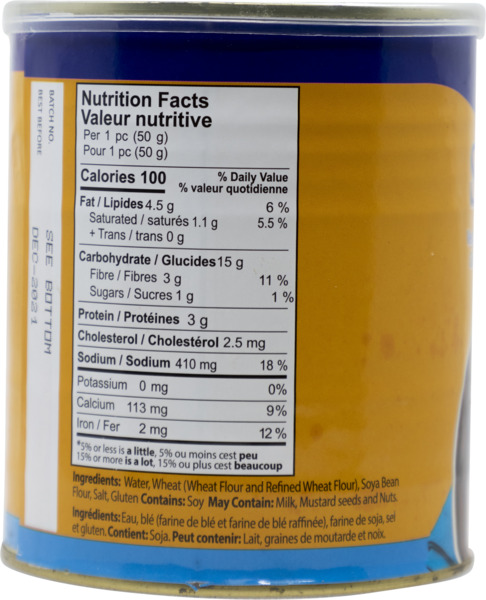 BATCH NO.
BEST BEFORE
SEE BOTTOM
DEC-2021
Nutrition Facts
Valeur nutritive
Per 1 pc (50 g)
Pour 1 pc (50 g)
Calories 100
% Daily Value
% valeur quotidienne
Fat / Lipides 4.5 g 6 %
Saturated / saturés 1.1 g 5.5 %
+ Trans / trans 0 g
Carbohydrate / Glucides 15 g
Fibre / Fibres 3 g 11 %
Sugars / Sucres 1 g 1 %
Protein / Protéines 3 g
Cholesterol / Cholestérol 2.5 mg
Sodium / Sodium 410 mg 18 %
Potassium 0 mg 0%
Calcium 113 mg 9%
Iron / Fer 2 mg 12 %
*5% or less is a little, 5% ou moins cest peu
15% or more is a lot, 15% ou plus cest beaucoup
Ingredients: Water, Wheat (Wheat Flour and Refined Wheat Flour), Soya Bean
Flour, Salt, Gluten Contains: Soy May Contain: Milk, Mustard seeds and Nuts.
Ingrédients: Eau, blé (farine de blé et farine de blé raffinée), farine de soja, sel
et gluten. Contient: Soja. Peut contenir: Lait, graines de moutarde et noix.